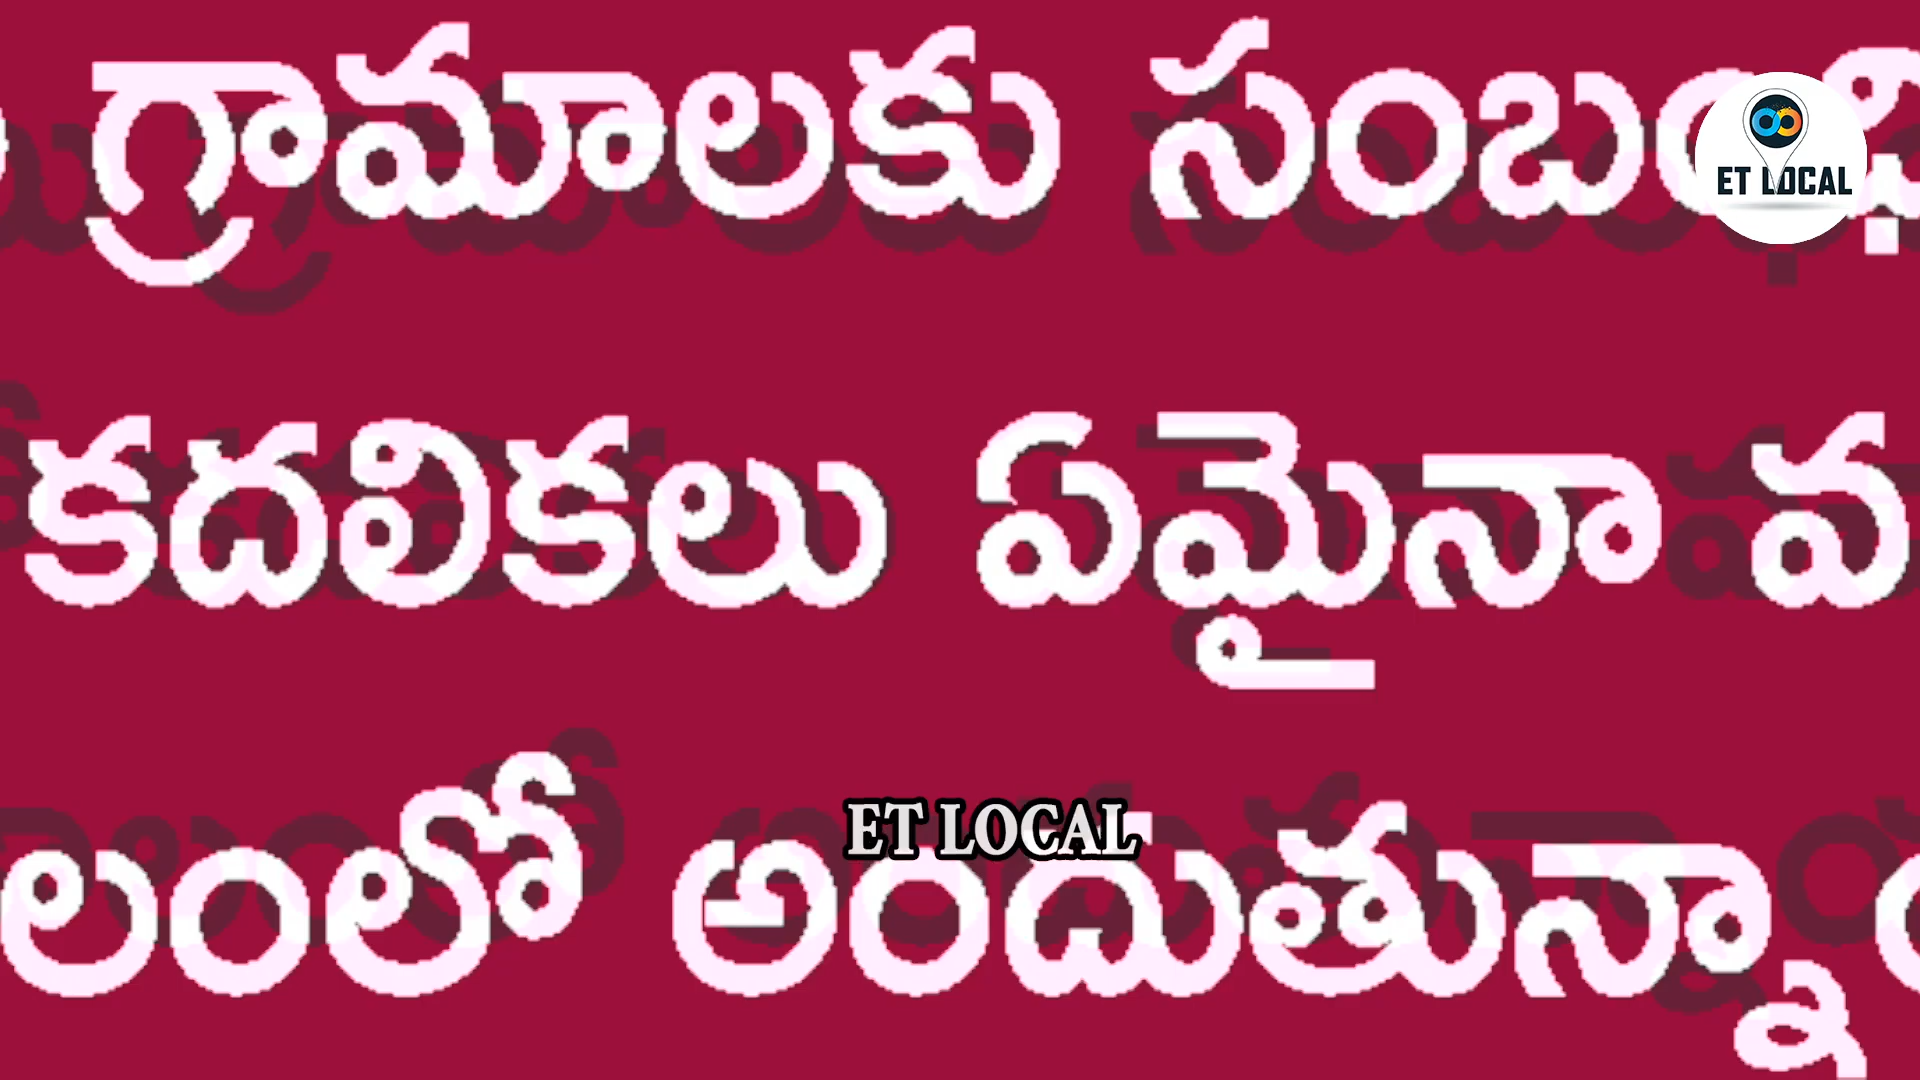 గ్రామాలకు సంబంధి
ET LOCAL
కదలికలు ఏమైనా వ
లంలో అందుతున్నా
ET LOCAL